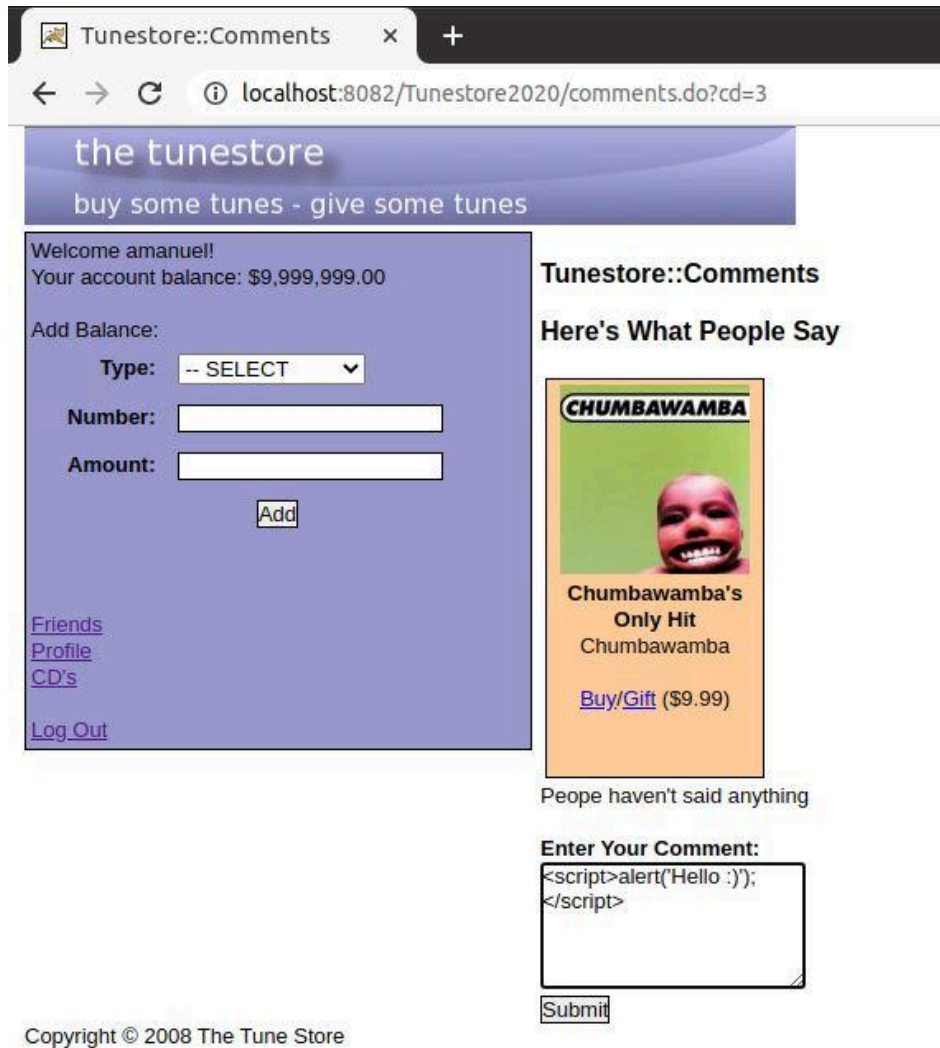 Tunestore::Comments
localhost:8082/Tunestore2020/comments.do?cd=3
the tunestore
buy som tunes - give some tunes
Welcome amanuel!
Your account balance: $9,999,999.00
Add Balance:
Type: -- SELECT
Number:
Amount:
Add
Friends
Profile
CD's
Log Out
Tunestore::Comments
Here's What People Say
CHUMBAWAMBA
Chumbawamba's
Only Hit
Chumbawamba
Buy/Gift ($9.99)
Peope haven't said anything
Enter Your Comment:
<script>alert('Hello :)');
</script>
Submit
Copyright © 2008 The Tune Store